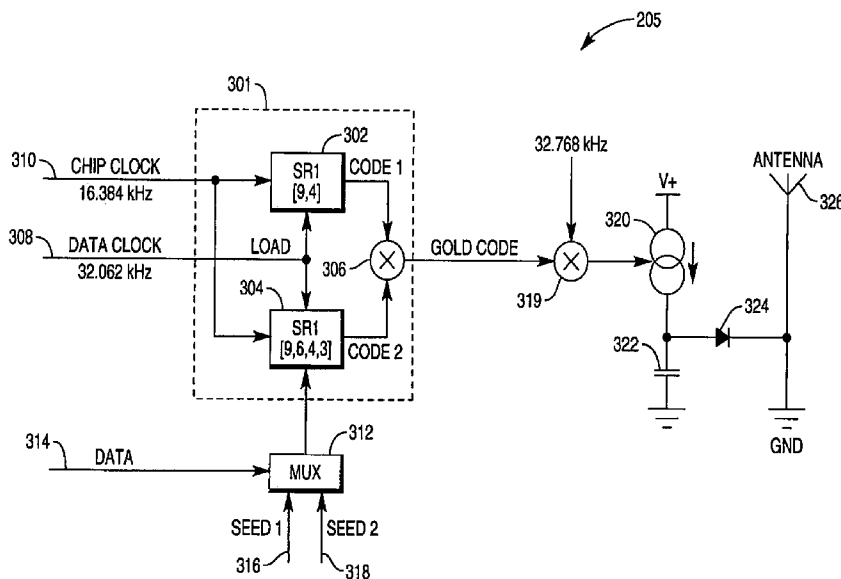 205
301
302
32.768 kHz
ANTENNA
310
CHIP CLOCK
16.384 kHz
SR1
[9,4]
CODE 1
V+
320
326
308
DATA CLOCK
32.062 kHz
LOAD
306
X
GOLD CODE
X
319
304
SR1
[9,6,4,3]
CODE 2
324
322
314
DATA
312
MUX
GND
SEED 1
SEED 2
316
318